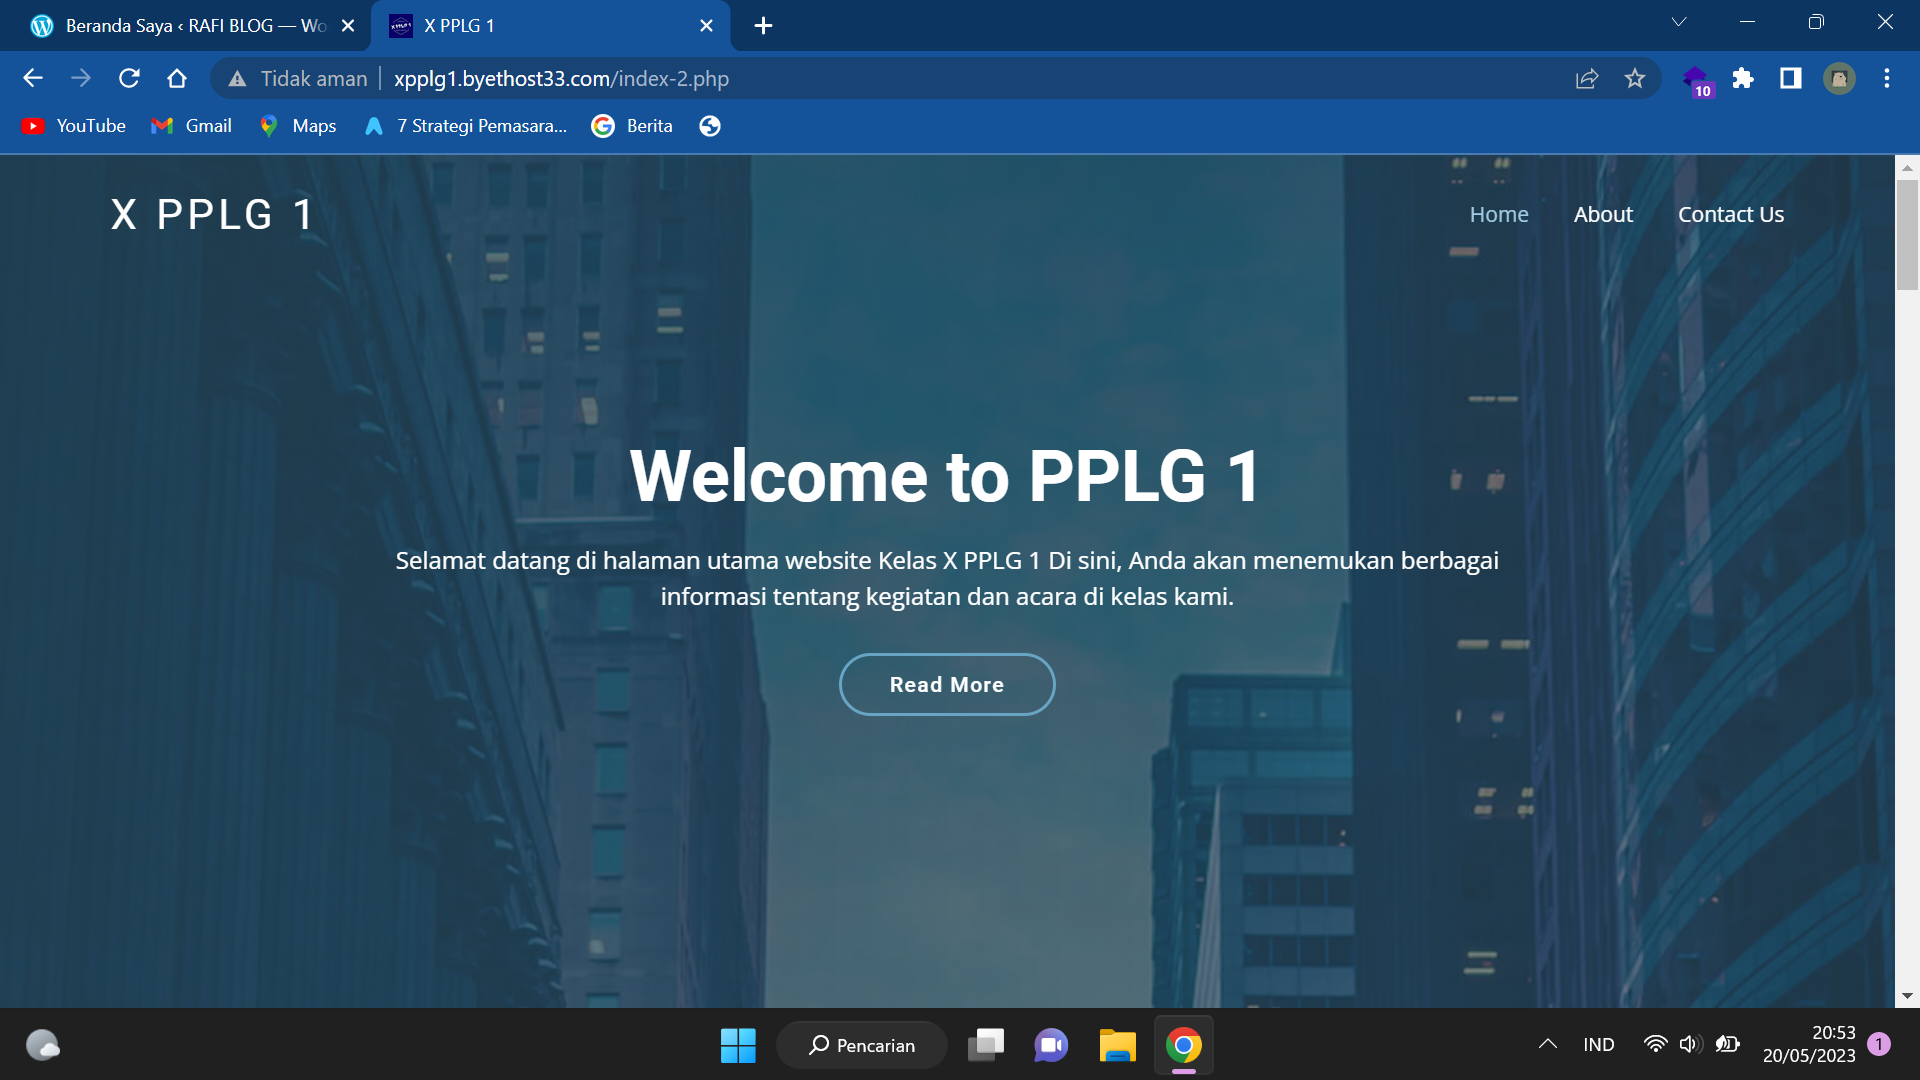 Beranda Saya ‹ RAFI BLOG — Wo
X PPLG 1
Tidak aman
xpplg1.byethost33.com/index-2.php
10
YouTube
Gmail
Maps
7 Strategi Pemasara...
Berita
X PPLG 1
Home
About
Contact Us
Welcome to PPLG 1
Selamat datang di halaman utama website Kelas X PPLG 1 Di sini, Anda akan menemukan berbagai
informasi tentang kegiatan dan acara di kelas kami.
Read More
Pencarian
IND
20:53
20/05/2023
1